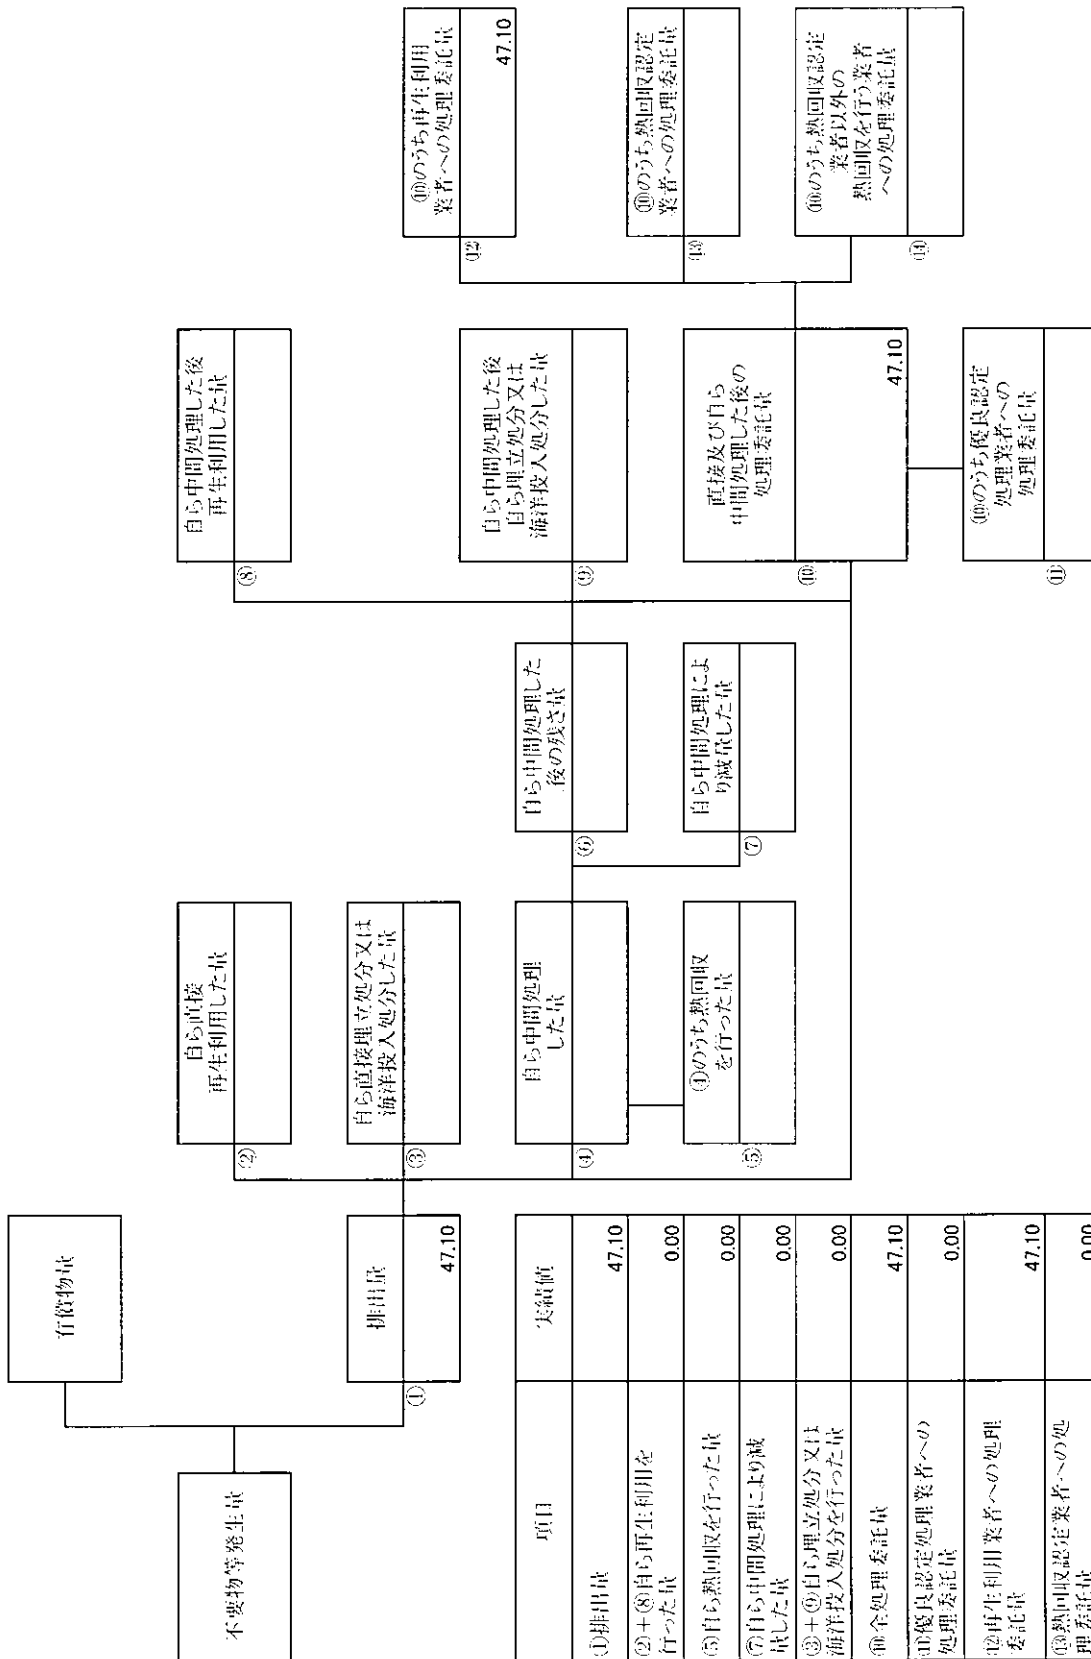 不要物等発生量
有償物量
①
排出量
47.10
②
自ら直接
再生利用した量
③
自ら直接埋立処分又は
海洋投入処分した量
④
自ら中間処理
した量
⑤
④のうち熱回収
を行った量
⑥
自ら中間処理した
後の残さ量
⑦
自ら中間処理によ
り減量した量
⑧
自ら中間処理した後
再生利用した量
⑨
自ら中間処理した後
自ら埋立処分又は
海洋投入処分した量
⑩
直接及び自ら
中間処理した後の
処理委託量
47.10
⑪
⑩のうち優良認定
処理業者への
処理委託量
⑫
⑩のうち再生利用
業者への処理委託量
47.10
⑬
⑩のうち熱回収認定
業者への処理委託量
⑭
⑩のうち熱回収認定
業者以外の
熱回収を行う業者
への処理委託量
項目 実績値
①排出量 47.10
②+⑧自ら再生利用を
行った量 0.00
⑤自ら熱回収を行った量 0.00
⑦自ら中間処理により減
量した量 0.00
③+⑨自ら埋立処分又は
海洋投入処分を行った量 0.00
⑩全処理委託量 47.10
⑪優良認定処理業者への
処理委託量 0.00
⑫再生利用業者への処理
委託量 47.10
⑬熱回収認定業者への処
理委託量 0.00